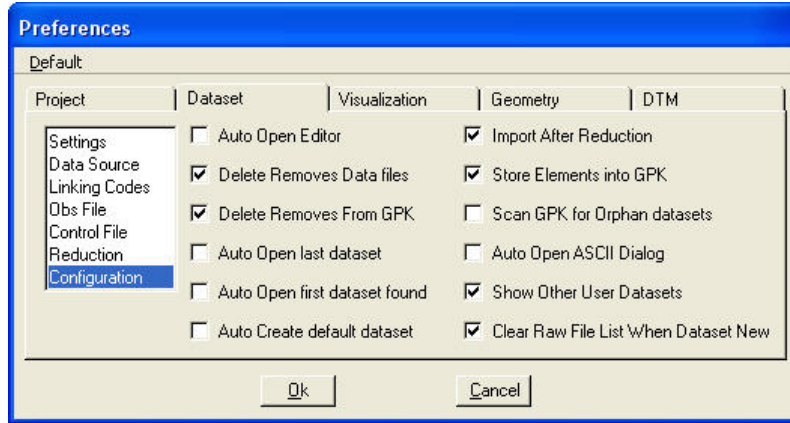 Preferences
Default
Project
Dataset
Visualization
Geometry
DTM
Settings
Data Source
Linking Codes
Obs File
Control File
Reduction
Configuration
Auto Open Editor
Delete Removes Data files
Delete Removes From GPK
Auto Open last dataset
Auto Open first dataset found
Auto Create default dataset
Import After Reduction
Store Elements into GPK
Scan GPK for Orphan datasets
Auto Open ASCII Dialog
Show Other User Datasets
Clear Raw File List When Dataset New
Ok
Cancel